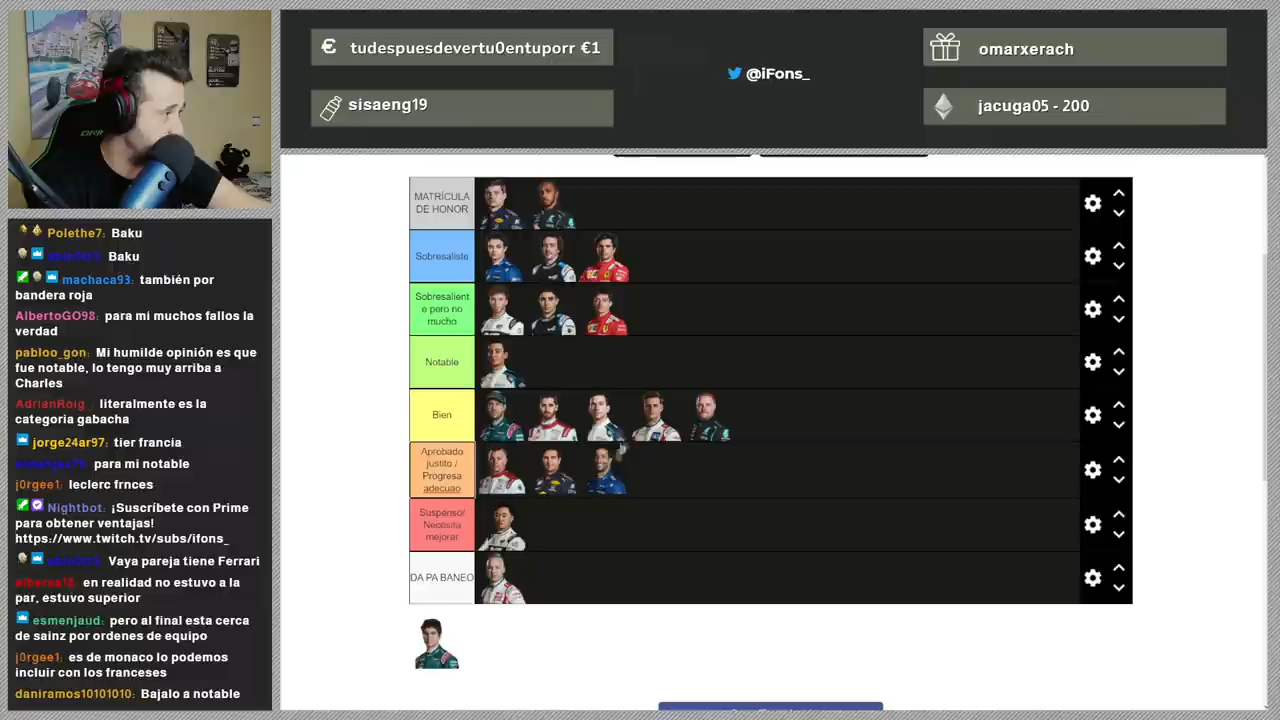 € tudespuesdevertu0entuporr €1
sisaeng19
@iFons_
omarxerach
jacuga05 - 200
Polethe7: Baku
Baku
machaca93: también por
bandera roja
AlbertoGO98: para mi muchos fallos la
verdad
pabloo_gon: Mi humilde opinión es que
fue notable, lo tengo muy arriba a
Charles
AdrianRoig : literalmente es la
categoria gabacha
jorge24ar97: tier francia
para mi notable
j0rgee1: leclerc frnces
Nightbot: ¡Suscríbete con Prime
para obtener ventajas!
https://www.twitch.tv/subs/ifons_
Vaya pareja tiene Ferrari
en realidad no estuvo a la
par, estuvo superior
esmenjaud: pero al final esta cerca
de sainz por ordenes de equipo
j0rgee1: es de monaco lo podemos
incluir con los franceses
daniramos10101010: Bajalo a notable
MATRÍCULA
DE HONOR
Sobresaliste
Sobresalient
e pero no
mucho
Notable
Bien
Aprobado
justito /
Progresa
adecuao
Suspenso/
Necesita
mejorar
DA PA BANEO